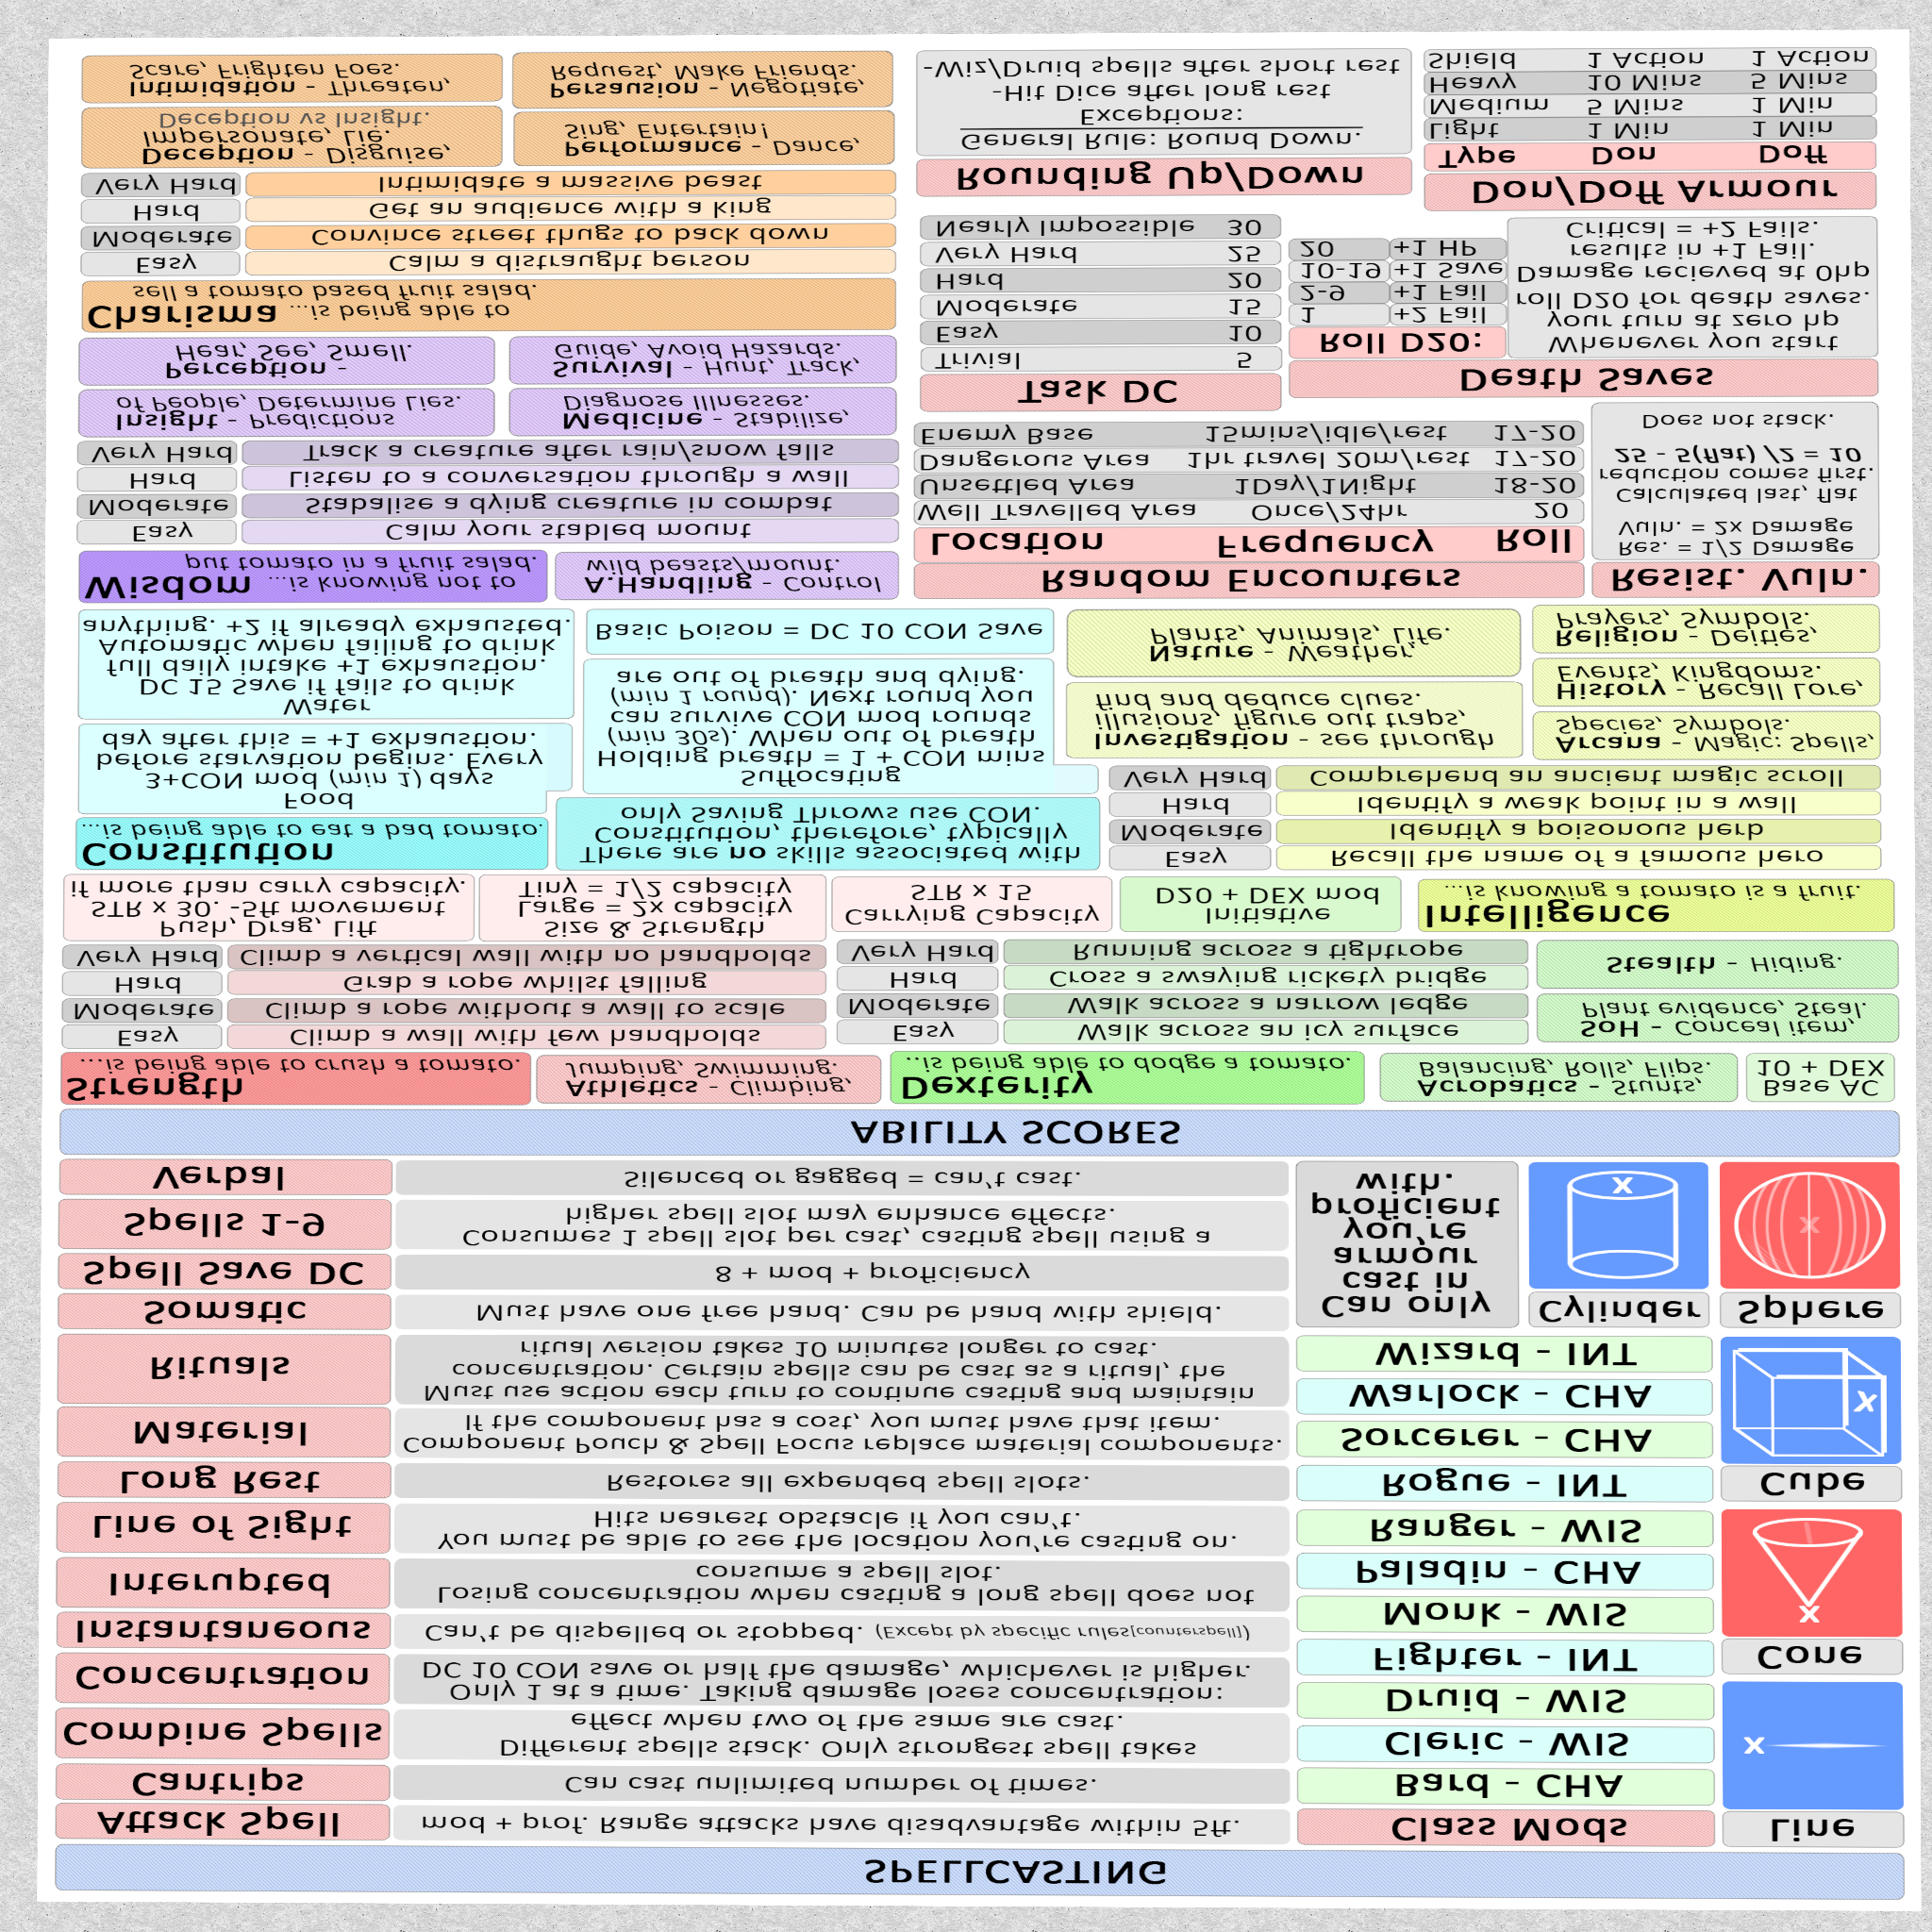 SPELLCASTING
Attack Spell
mod + prof. Range attacks have disadvantage within 5ft.
Cantrips
Can cast unlimited number of times.
Combine Spells
Different spells stack. Only strongest spell takes
effect when two of the same are cast.
Concentration
Only 1 at a time. Taking damage loses concentration:
DC 10 CON save or half the damage, whichever is higher.
Instantaneous
Can't be dispelled or stopped. (Except by specific rules[counterspell])
Interupted
Losing concentration when casting a long spell does not
consume a spell slot.
Line of Sight
You must be able to see the location you're casting on.
Hits nearest obstacle if you can't.
Long Rest
Restores all expended spell slots.
Material
Component Pouch & Spell Focus replace material components.
If the component has a cost, you must have that item.
Rituals
Must use action each turn to continue casting and maintain
concentration. Certain spells can be cast as a ritual, the
ritual version takes 10 minutes longer to cast.
Somatic
Must have one free hand. Can be hand with shield.
Spell Save DC
8 + mod + proficiency
Spells 1-9
Consumes 1 spell slot per cast, casting spell using a
higher spell slot may enhance effects.
Verbal
Silenced or gagged = can't cast.
Class Mods
Bard - CHA
Cleric - WIS
Druid - WIS
Fighter - INT
Monk - WIS
Paladin - CHA
Ranger - WIS
Rogue - INT
Sorcerer - CHA
Warlock - CHA
Wizard - INT
Can only
cast in
armour
you're
proficient
with.
Line
x
Cone
x
Cube
x
Cylinder
x
Sphere
x
ABILITY SCORES
Strength
...is being able to crush a tomato.
Athletics - Climbing,
Jumping, Swimming.
Easy Climb a wall with few handholds
Moderate Climb a rope without a wall to scale
Hard Grab a rope whilst falling
Very Hard Climb a vertical wall with no handholds
Push, Drag, Lift
STR x 30. -5ft movement
if more than carry capacity.
Size & Strength
Large = 2x capacity
Tiny = 1/2 capacity
Carrying Capacity
STR x 15
Dexterity
..is being able to dodge a tomato.
Acrobatics - Stunts,
Balancing, Rolls, Flips.
Base AC
10 + DEX
Easy Walk across an icy surface
Moderate Walk across a narrow ledge
Hard Cross a swaying rickety bridge
Very Hard Running across a tightrope
SoH - Conceal item,
Plant evidence, Steal.
Stealth - Hiding.
Initiative
D20 + DEX mod
Constitution
...is being able to eat a bad tomato.
There are no skills associated with
Constitution, therefore, typically
only Saving Throws use CON.
Food
3+CON mod (min 1) days
before starvation begins. Every
day after this = +1 exhaustion.
Water
DC 15 Save if fails to drink
full daily intake +1 exhaustion.
Automatic when failing to drink
anything. +2 if already exhausted.
Suffocating
Holding breath = 1 + CON mins
(min 30s). When out of breath
can survive CON mod rounds
(min 1 round). Next round you
are out of breath and dying.
Basic Poison = DC 10 CON Save
Intelligence
...is knowing a tomato is a fruit.
Easy Recall the name of a famous hero
Moderate Identify a poisonous herb
Hard Identify a weak point in a wall
Very Hard Comprehend an ancient magic scroll
Investigation - see through
illusions, figure out traps,
find and deduce clues.
Nature - Weather,
Plants, Animals, Life.
Arcana - Magic: Spells,
Species, Symbols.
History - Recall Lore,
Events, Kingdoms.
Religion - Deities,
Prayers, Symbols.
Wisdom ...is knowing not to
put tomato in a fruit salad.
A.Handling - Control
wild beasts/mount.
Easy Calm your stabled mount
Moderate Stabalise a dying creature in combat
Hard Listen to a conversation through a wall
Very Hard Track a creature after rain/snow falls
Insight - Predictions
of People, Determine Lies.
Medicine - Stabilize,
Diagnose Illnesses.
Perception -
Hear, See, Smell.
Survival - Hunt, Track,
Guide, Avoid Hazards.
Charisma ...is being able to
sell a tomato based fruit salad.
Easy Calm a distraught person
Moderate Convince street thugs to back down
Hard Get an audience with a king
Very Hard Intimidate a massive beast
Deception - Disguise,
Impersonate, Lie.
Deception vs Insight.
Performance - Dance,
Sing, Entertain!
Intimidation - Threaten,
Scare, Frighten Foes.
Persausion - Negotiate,
Request, Make Friends.
Random Encounters
Location Frequency Roll
Well Travelled Area Once/24hr 20
Unsettled Area 1Day/1Night 18-20
Dangerous Area 1hr travel 20m/rest 17-20
Enemy Base 15mins/idle/rest 17-20
Resist. Vuln.
Res. = 1/2 Damage
Vuln. = 2x Damage
Calculated last, flat
reduction comes first.
25 - 5(flat) /2 = 10
Does not stack.
Task DC
Trivial 5
Easy 10
Moderate 15
Hard 20
Very Hard 25
Nearly Impossible 30
Death Saves
Roll D20:
1 +2 Fail
2-9 +1 Fail
10-19 +1 Save
20 +1 HP
Whenever you start
your turn at zero hp
roll D20 for death saves.
Damage recieved at 0hp
results in +1 Fail.
Critical = +2 Fails.
Rounding Up/Down
General Rule: Round Down.
Exceptions:
-Hit Dice after long rest
-Wiz/Druid spells after short rest
Don/Doff Armour
Type Don Doff
Light 1 Min 1 Min
Medium 5 Mins 1 Min
Heavy 10 Mins 5 Mins
Shield 1 Action 1 Action